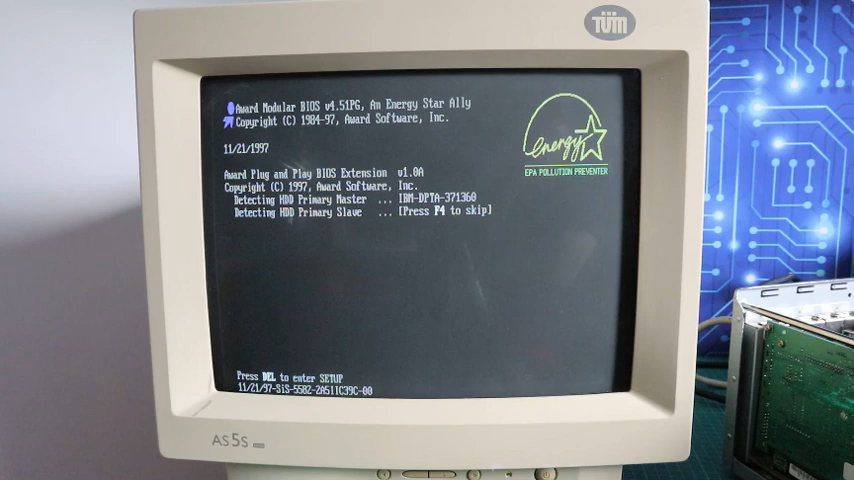 TÜM
Award Modular BIOS v4.51PG, An Energy Star Ally
Copyright (C) 1984-97, Award Software, Inc.
energy
EPA POLLUTION PREVENTER
11/21/1997
Award Plug and Play BIOS Extension v1.0A
Copyright (C) 1997, Award Software, Inc.
Detecting HDD Primary Master ... IBM-DPTA-371360
Detecting HDD Primary Slave ... [Press F4 to skip]
Press DEL to enter SETUP
11/21/97-SiS-5582-2A5IIC39C-00
AS5S